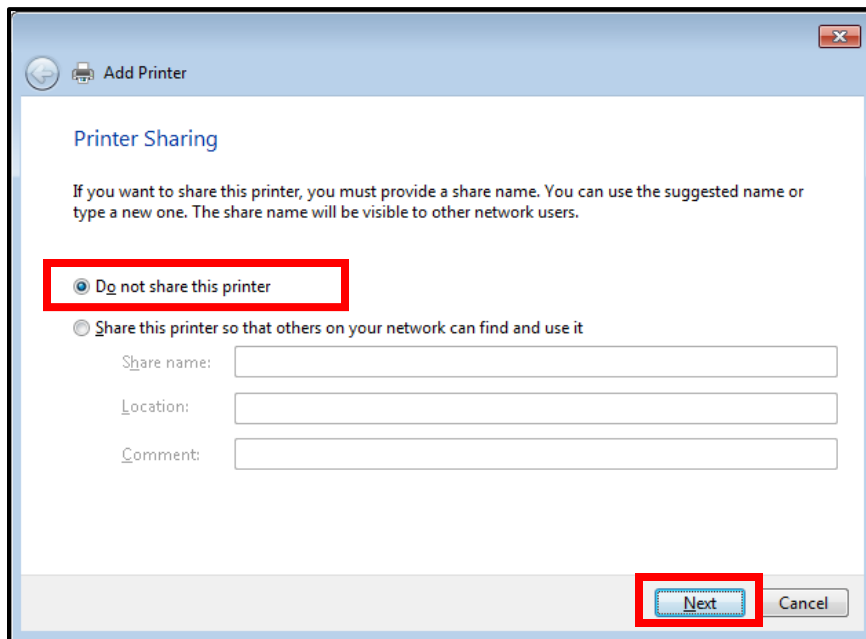 Add Printer
Printer Sharing
If you want to share this printer, you must provide a share name. You can use the suggested name or
type a new one. The share name will be visible to other network users.
Do not share this printer
Share this printer so that others on your network can find and use it
Share name:
Location:
Comment:
Next Cancel